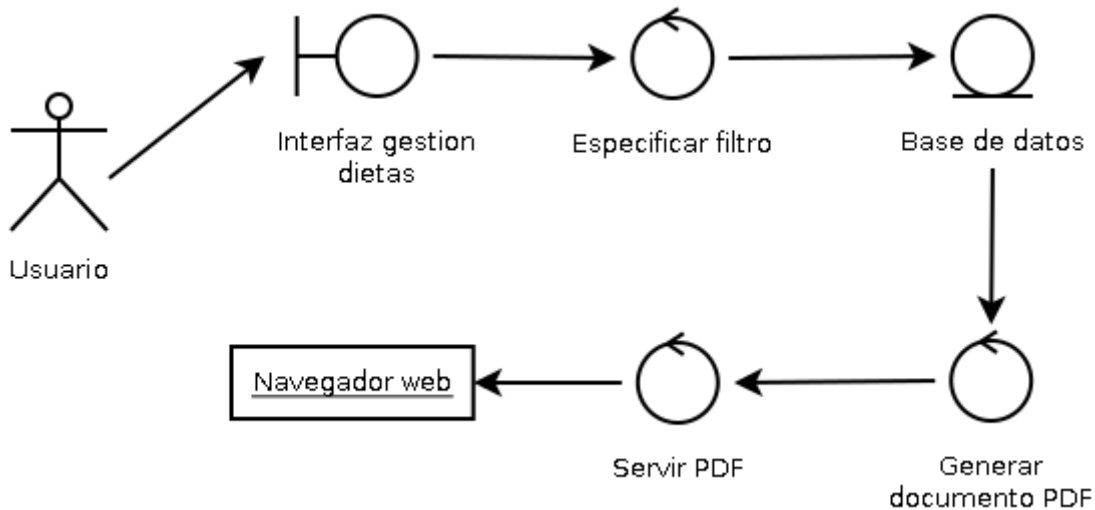 Interfaz gestion
dietas
Especificar filtro
Base de datos
Usuario
Navegador web
Servir PDF
Generar
documento PDF